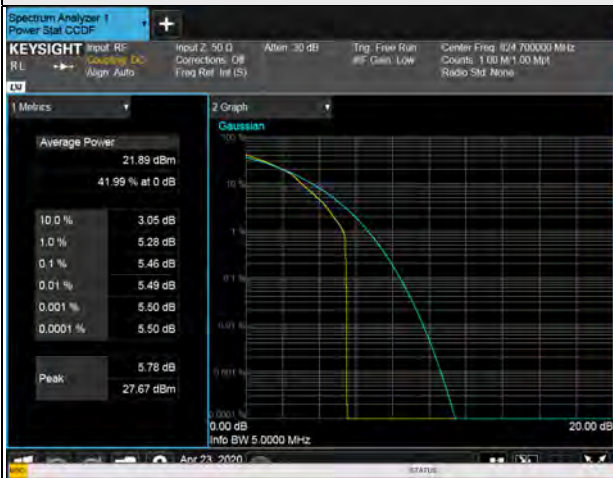 Spectrum Analyzer 1
Power Stat CCDF
KEYSIGHT Input: RF Input Z: 50 Ω Atten: 30 dB Trig: Free Run Center Freq: 824.700000 MHz
RL Coupling: DC Corrections: Off #IF Gain: Low Counts: 1.00 M/1.00 Mpt
Align: Auto Freq Ref: Int (S) Radio Std: None
1 Metrics
2 Graph
Gaussian
Average Power
21.89 dBm
41.99 % at 0 dB
10.0 % 3.05 dB
1.0 % 5.28 dB
0.1 % 5.46 dB
0.01 % 5.49 dB
0.001 % 5.50 dB
0.0001 % 5.50 dB
Peak 5.78 dB
27.67 dBm
100 %
10 %
1 %
0.1 %
0.01 %
0.001 %
0.0001 %
0.00 dB 20.00 dB
Info BW 5.0000 MHz
Apr 23, 2020
MSG STATUS